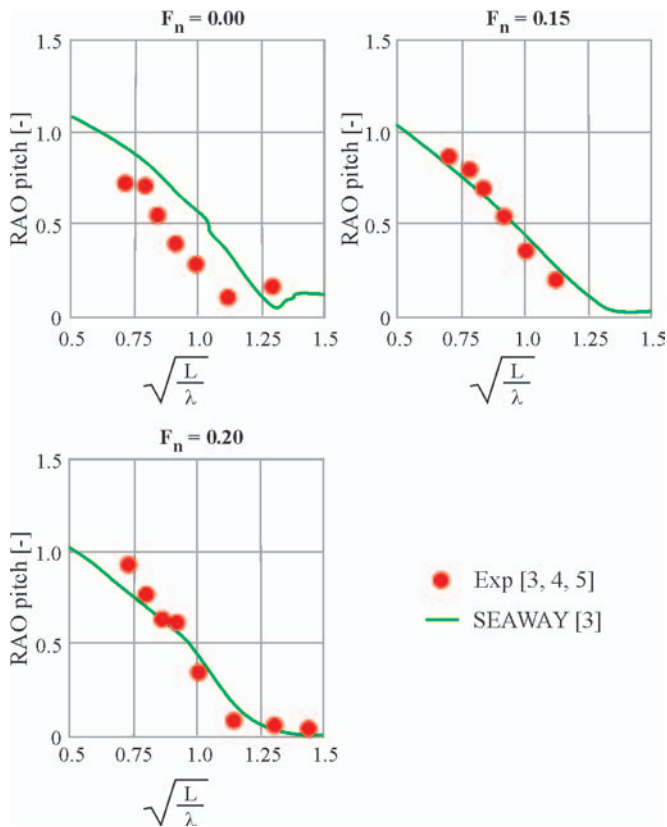 Fn = 0.00
1.5
1.0
0.5
0
RAO pitch [-]
0.5 0.75 1.0 1.25 1.5
√L/λ
Fn = 0.15
1.5
1.0
0.5
0
RAO pitch [-]
0.5 0.75 1.0 1.25 1.5
√L/λ
Fn = 0.20
1.5
1.0
0.5
0
RAO pitch [-]
0.5 0.75 1.0 1.25 1.5
√L/λ
Exp [3, 4, 5]
SEAWAY [3]